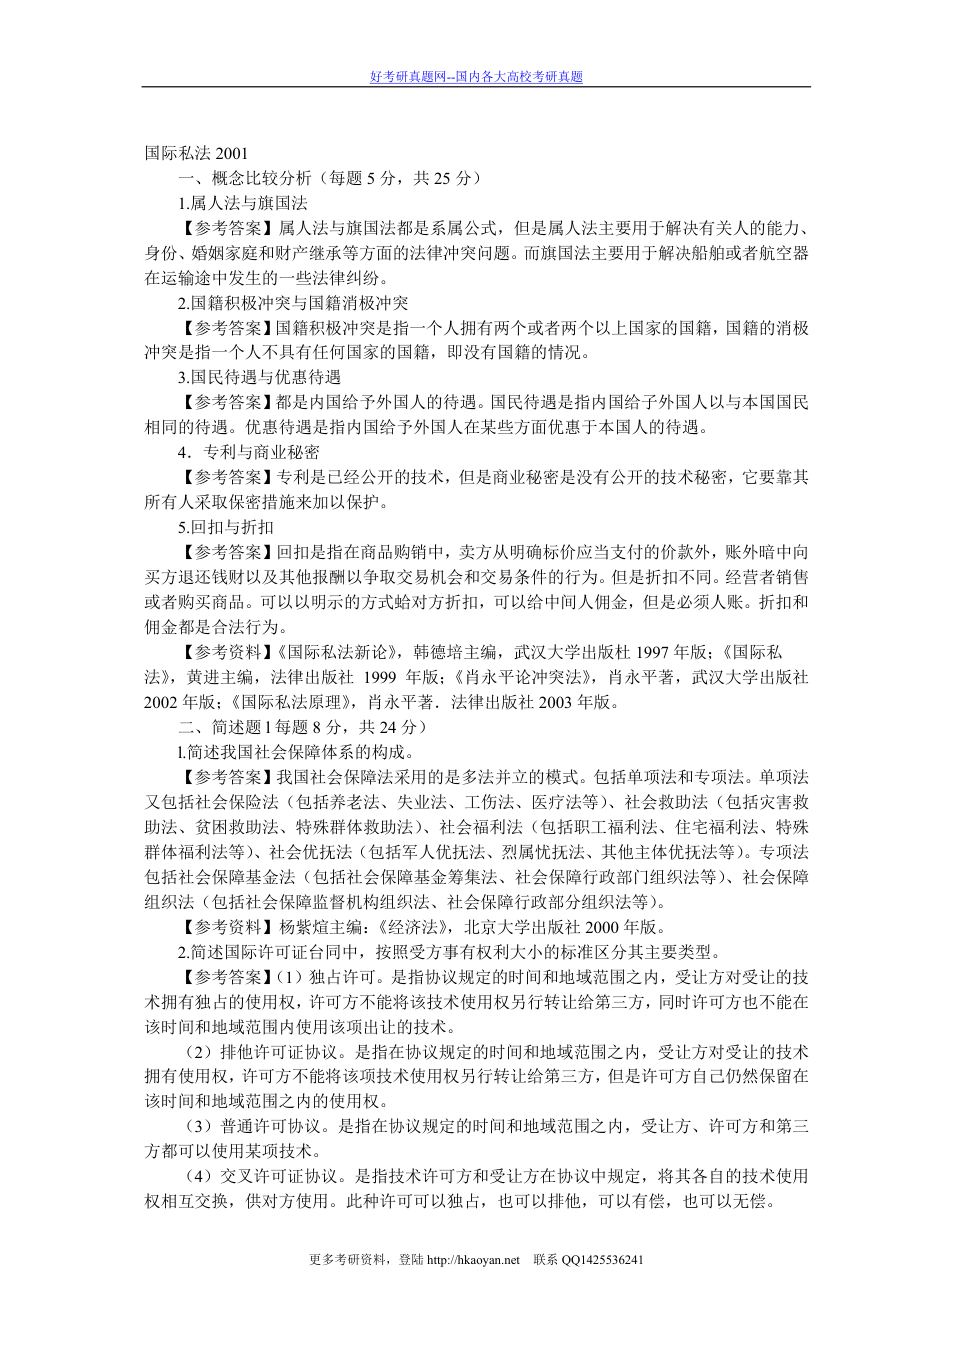 好考研真题网--国内各大高校考研真题
国际私法 2001
一、概念比较分析（每题 5 分，共 25 分）
1.属人法与旗国法
【参考答案】属人法与旗国法都是系属公式，但是属人法主要用于解决有关人的能力、
身份、婚姻家庭和财产继承等方面的法律冲突问题。而旗国法主要用于解决船舶或者航空器
在运输途中发生的一些法律纠纷。
2.国籍积极冲突与国籍消极冲突
【参考答案】国籍积极冲突是指一个人拥有两个或者两个以上国家的国籍，国籍的消极
冲突是指一个人不具有任何国家的国籍，即没有国籍的情况。
3.国民待遇与优惠待遇
【参考答案】都是内国给予外国人的待遇。国民待遇是指内国给子外国人以与本国国民
相同的待遇。优惠待遇是指内国给予外国人在某些方面优惠于本国人的待遇。
4．专利与商业秘密
【参考答案】专利是已经公开的技术，但是商业秘密是没有公开的技术秘密，它要靠其
所有人采取保密措施来加以保护。
5.回扣与折扣
【参考答案】回扣是指在商品购销中，卖方从明确标价应当支付的价款外，账外暗中向
买方退还钱财以及其他报酬以争取交易机会和交易条件的行为。但是折扣不同。经营者销售
或者购买商品。可以以明示的方式蛤对方折扣，可以给中间人佣金，但是必须人账。折扣和
佣金都是合法行为。
【参考资料】《国际私法新论》，韩德培主编，武汉大学出版杜 1997 年版；《国际私
法》，黄进主编，法律出版社 1999 年版；《肖永平论冲突法》，肖永平著，武汉大学出版社
2002 年版；《国际私法原理》，肖永平著．法律出版社 2003 年版。
二、简述题 l 每题 8 分，共 24 分）
l.简述我国社会保障体系的构成。
【参考答案】我国社会保障法采用的是多法并立的模式。包括单项法和专项法。单项法
又包括社会保险法（包括养老法、失业法、工伤法、医疗法等）、社会救助法（包括灾害救
助法、贫困救助法、特殊群体救助法）、社会福利法（包括职工福利法、住宅福利法、特殊
群体福利法等）、社会优抚法（包括军人优抚法、烈属忧抚法、其他主体优抚法等）。专项法
包括社会保障基金法（包括社会保障基金筹集法、社会保障行政部门组织法等）、社会保障
组织法（包括社会保障监督机构组织法、社会保障行政部分组织法等）。
【参考资料】杨紫煊主编：《经济法》，北京大学出版社 2000 年版。
2.简述国际许可证台同中，按照受方事有权利大小的标准区分其主要类型。
【参考答案】（1）独占许可。是指协议规定的时间和地域范围之内，受让方对受让的技
术拥有独占的使用权，许可方不能将该技术使用权另行转让给第三方，同时许可方也不能在
该时间和地域范围内使用该项出让的技术。
（2）排他许可证协议。是指在协议规定的时间和地域范围之内，受让方对受让的技术
拥有使用权，许可方不能将该项技术使用权另行转让给第三方，但是许可方自己仍然保留在
该时间和地域范围之内的使用权。
（3）普通许可协议。是指在协议规定的时间和地域范围之内，受让方、许可方和第三
方都可以使用某项技术。
（4）交叉许可证协议。是指技术许可方和受让方在协议中规定，将其各自的技术使用
权相互交换，供对方使用。此种许可可以独占，也可以排他，可以有偿，也可以无偿。
更多考研资料，登陆 http://hkaoyan.net 联系 QQ1425536241